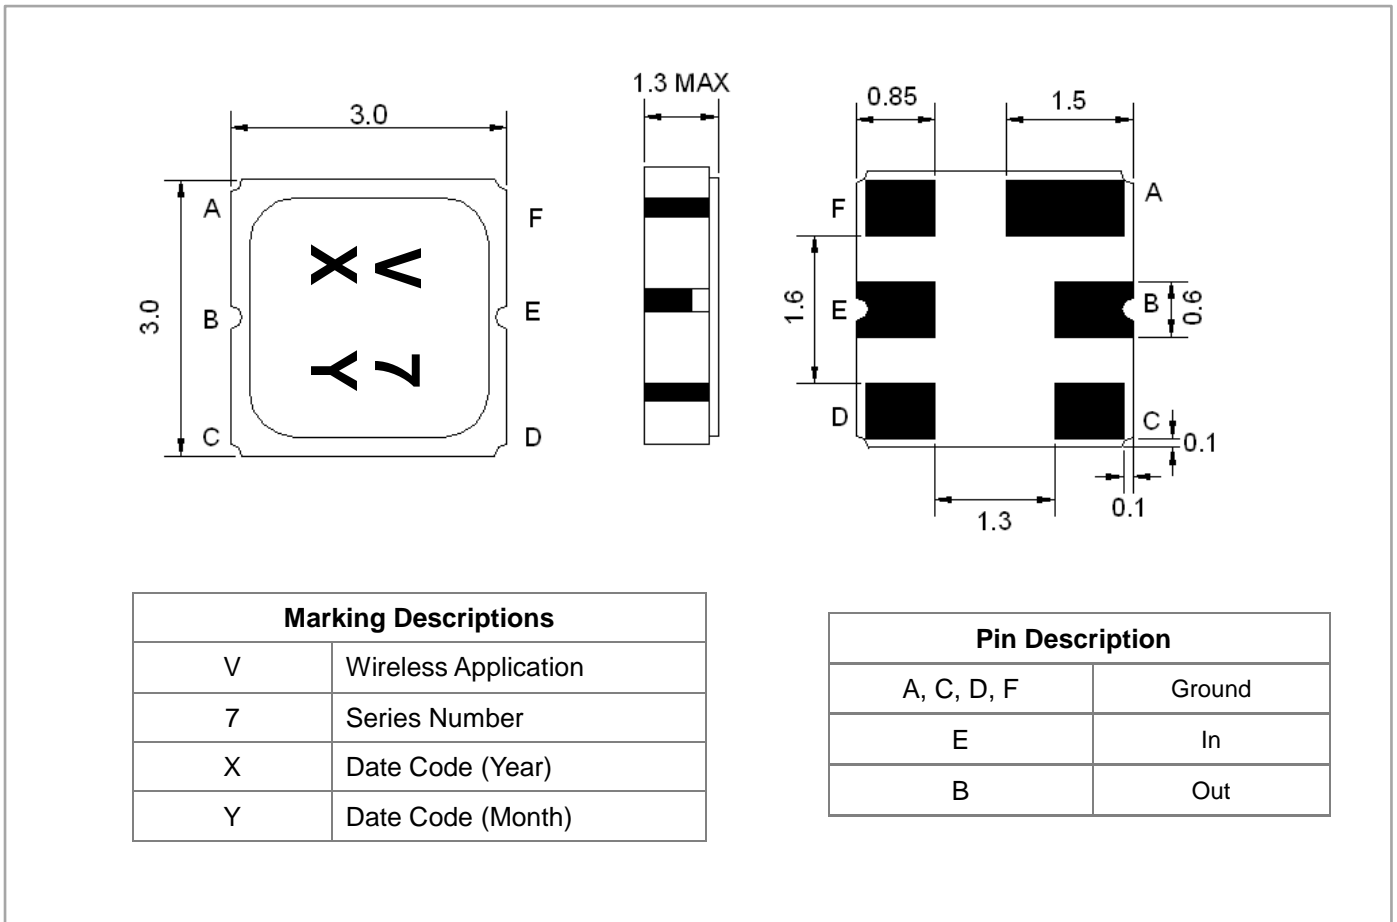 1.3 MAX
3.0
0.85
1.5
A
F
F
A
V
X
3.0
B
E
1.6
E
B
0.6
7
Y
C
D
D
C
0.1
1.3
0.1
Marking Descriptions
V Wireless Application
7 Series Number
X Date Code (Year)
Y Date Code (Month)
Pin Description
A, C, D, F Ground
E In
B Out